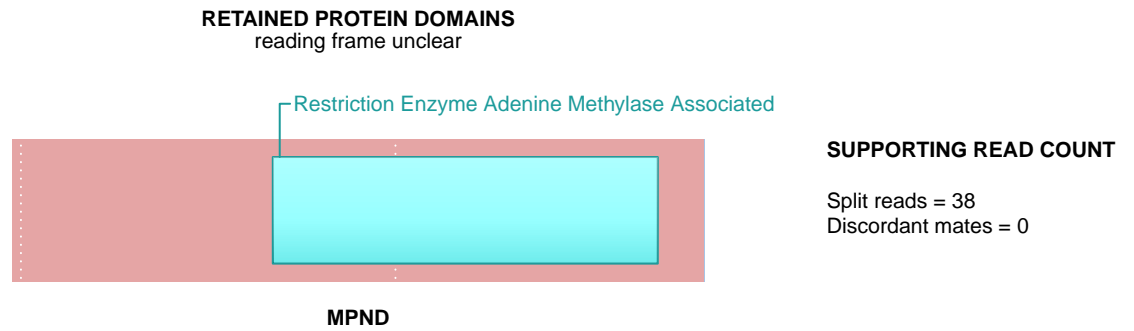 RETAINED PROTEIN DOMAINS
reading frame unclear
Restriction Enzyme Adenine Methylase Associated
SUPPORTING READ COUNT
Split reads = 38
Discordant mates = 0
MPND